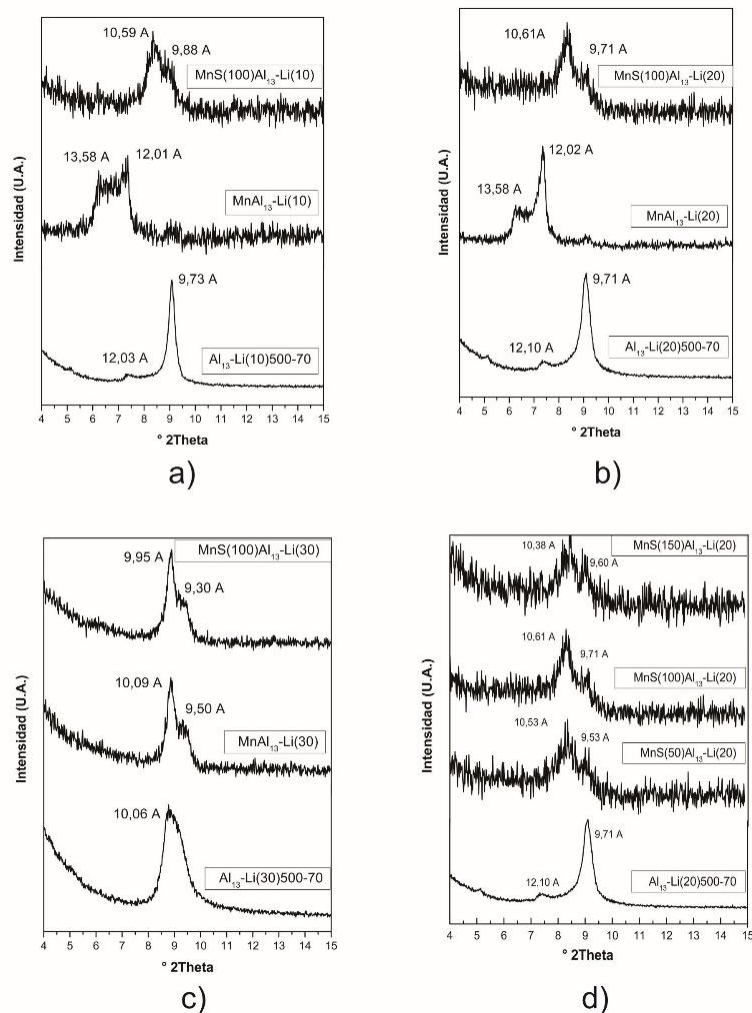 10,59 A
9,88 A
MnS(100)Al₁₃-Li(10)
13,58 A
12,01 A
MnAl₁₃-Li(10)
9,73 A
12,03 A
Al₁₃-Li(10)500-70
Intensidad (U.A.)
4 5 6 7 8 9 10 11 12 13 14 15
° 2Theta
a)
10,61A
9,71 A
MnS(100)Al₁₃-Li(20)
12,02 A
13,58 A
MnAl₁₃-Li(20)
9,71 A
12,10 A
Al₁₃-Li(20)500-70
Intensidad (U.A.)
4 5 6 7 8 9 10 11 12 13 14 15
° 2Theta
b)
MnS(100)Al₁₃-Li(30)
9,95 A
9,30 A
10,09 A
9,50 A
MnAl₁₃-Li(30)
10,06 A
Al₁₃-Li(30)500-70
Intensidad (U.A.)
4 5 6 7 8 9 10 11 12 13 14 15
° 2Theta
c)
10,38 A
MnS(150)Al₁₃-Li(20)
9,60 A
10,61 A
9,71 A
MnS(100)Al₁₃-Li(20)
10,53 A
9,53 A
MnS(50)Al₁₃-Li(20)
9,71 A
12,10 A
Al₁₃-Li(20)500-70
Intensidad (U.A.)
4 5 6 7 8 9 10 11 12 13 14 15
° 2Theta
d)